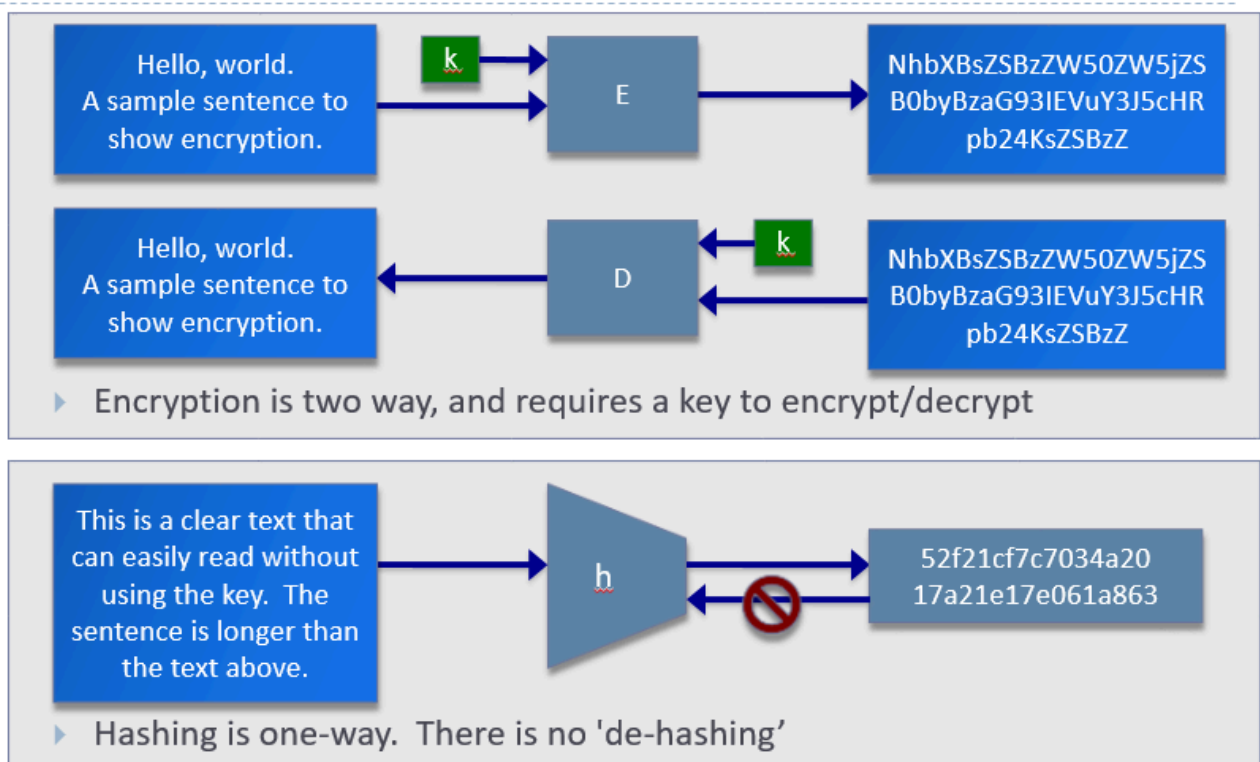 Hello, world.
A sample sentence to
show encryption.
k
E
NhbXBsZSBzZW50ZW5jZS
B0byBzaG93IEVuY3J5cHR
pb24KsZSBzZ
Hello, world.
A sample sentence to
show encryption.
D
k
NhbXBsZSBzZW50ZW5jZS
B0byBzaG93IEVuY3J5cHR
pb24KsZSBzZ
Encryption is two way, and requires a key to encrypt/decrypt
This is a clear text that
can easily read without
using the key.  The
sentence is longer than
the text above.
h
52f21cf7c7034a20
17a21e17e061a863
Hashing is one-way.  There is no 'de-hashing’